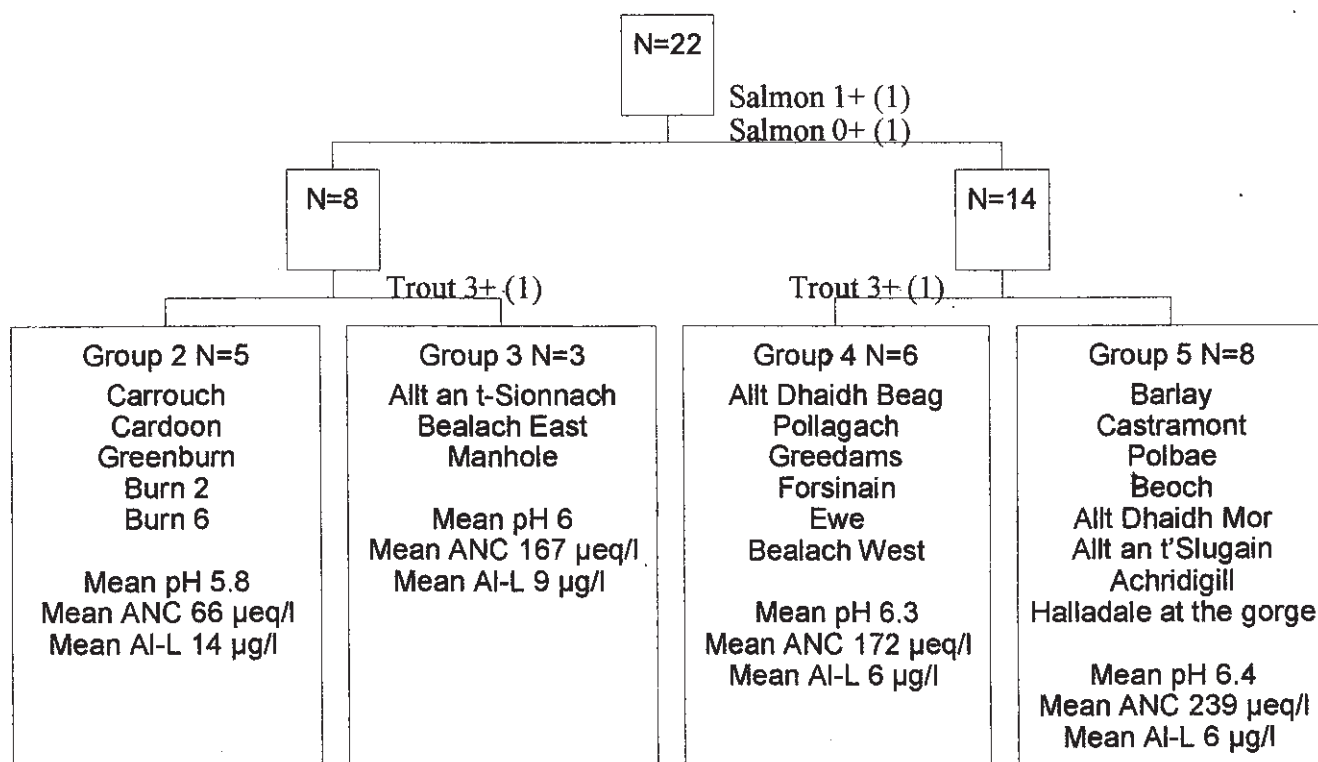 N=22
Salmon 1+ (1)
Salmon 0+ (1)
N=8
N=14
Trout 3+ (1)
Trout 3+ (1)
Group 2 N=5
Carrouch
Cardoon
Greenburn
Burn 2
Burn 6
Mean pH 5.8
Mean ANC 66 µeq/l
Mean Al-L 14 µg/l
Group 3 N=3
Allt an t-Sionnach
Bealach East
Manhole
Mean pH 6
Mean ANC 167 µeq/l
Mean Al-L 9 µg/l
Group 4 N=6
Allt Dhaidh Beag
Pollagach
Greedams
Forsinain
Ewe
Bealach West
Mean pH 6.3
Mean ANC 172 µeq/l
Mean Al-L 6 µg/l
Group 5 N=8
Barlay
Castramont
Polbae
Beoch
Allt Dhaidh Mor
Allt an t'Slugain
Achridigill
Halladale at the gorge
Mean pH 6.4
Mean ANC 239 µeq/l
Mean Al-L 6 µg/l